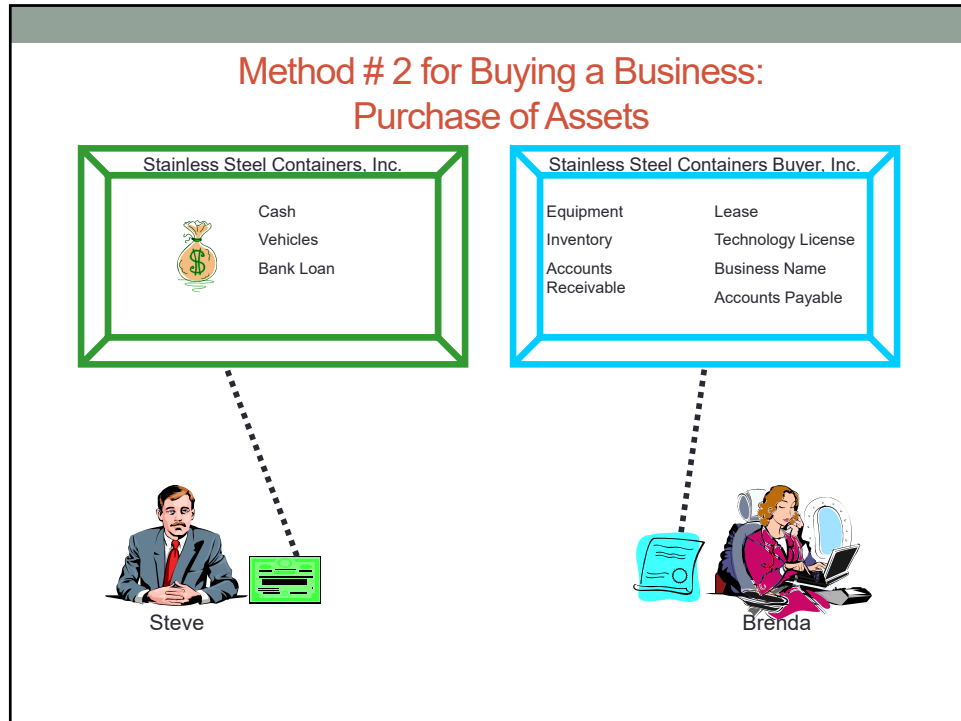 Method # 2 for Buying a Business:
Purchase of Assets
Stainless Steel Containers, Inc.
Cash
Vehicles
Bank Loan
$
Stainless Steel Containers Buyer, Inc.
Equipment
Inventory
Accounts
Receivable
Lease
Technology License
Business Name
Accounts Payable
Steve
Brenda